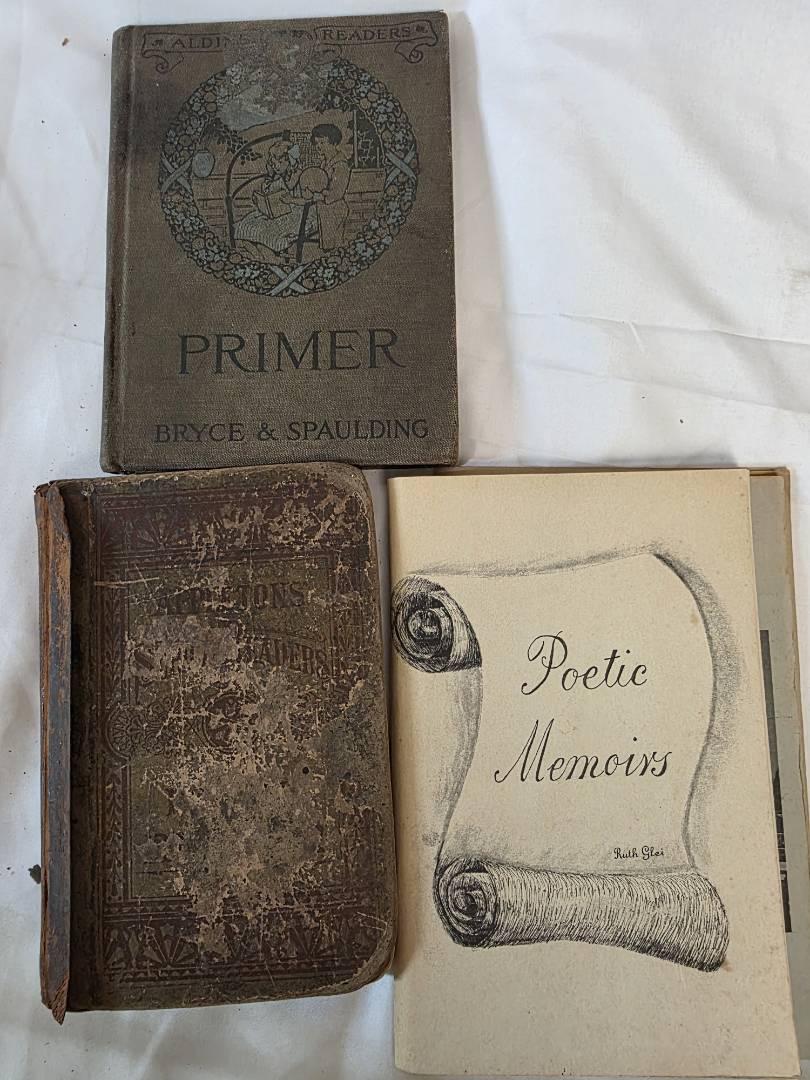 ALDINE READERS
PRIMER
BRYCE & SPAULDING
APPLETONS'
READERS
Poetic
Memoirs
Ruth Glei